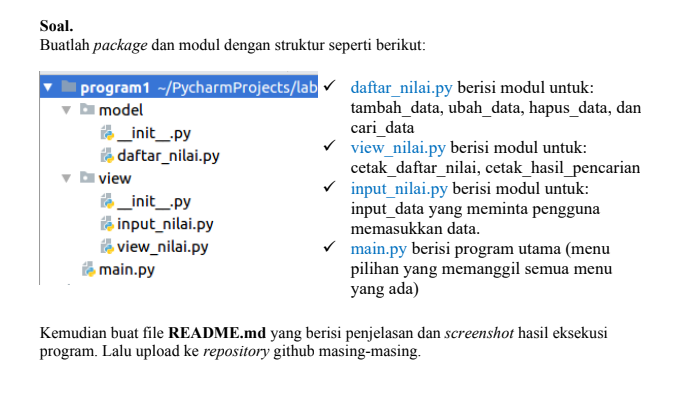 Soal.
Buatlah package dan modul dengan struktur seperti berikut:
program1 ~/PycharmProjects/lab
model
__init__.py
daftar_nilai.py
view
__init__.py
input_nilai.py
view_nilai.py
main.py
✓ daftar_nilai.py berisi modul untuk:
tambah_data, ubah_data, hapus_data, dan
cari_data
✓ view_nilai.py berisi modul untuk:
cetak_daftar_nilai, cetak_hasil_pencarian
✓ input_nilai.py berisi modul untuk:
input_data yang meminta pengguna
memasukkan data.
✓ main.py berisi program utama (menu
pilihan yang memanggil semua menu
yang ada)
Kemudian buat file README.md yang berisi penjelasan dan screenshot hasil eksekusi
program. Lalu upload ke repository github masing-masing.